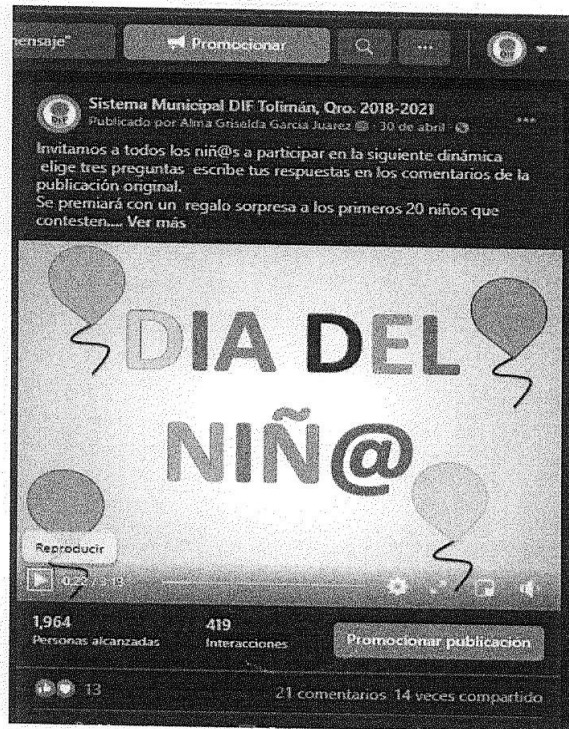 mensaje"
Promocionar
DIF
Sistema Municipal DIF Tolimán, Qro. 2018-2021
Publicado por Alma Griselda Garcia Juarez · 30 de abril ·
Invitamos a todos los niñ@s a participar en la siguiente dinámica
elige tres preguntas escribe tus respuestas en los comentarios de la
publicación original.
Se premiará con un regalo sorpresa a los primeros 20 niños que
contesten.... Ver más
DIA DEL
NIÑ@
Reproducir
1,964
Personas alcanzadas
419
Interacciones
Promocionar publicación
13
21 comentarios 14 veces compartido